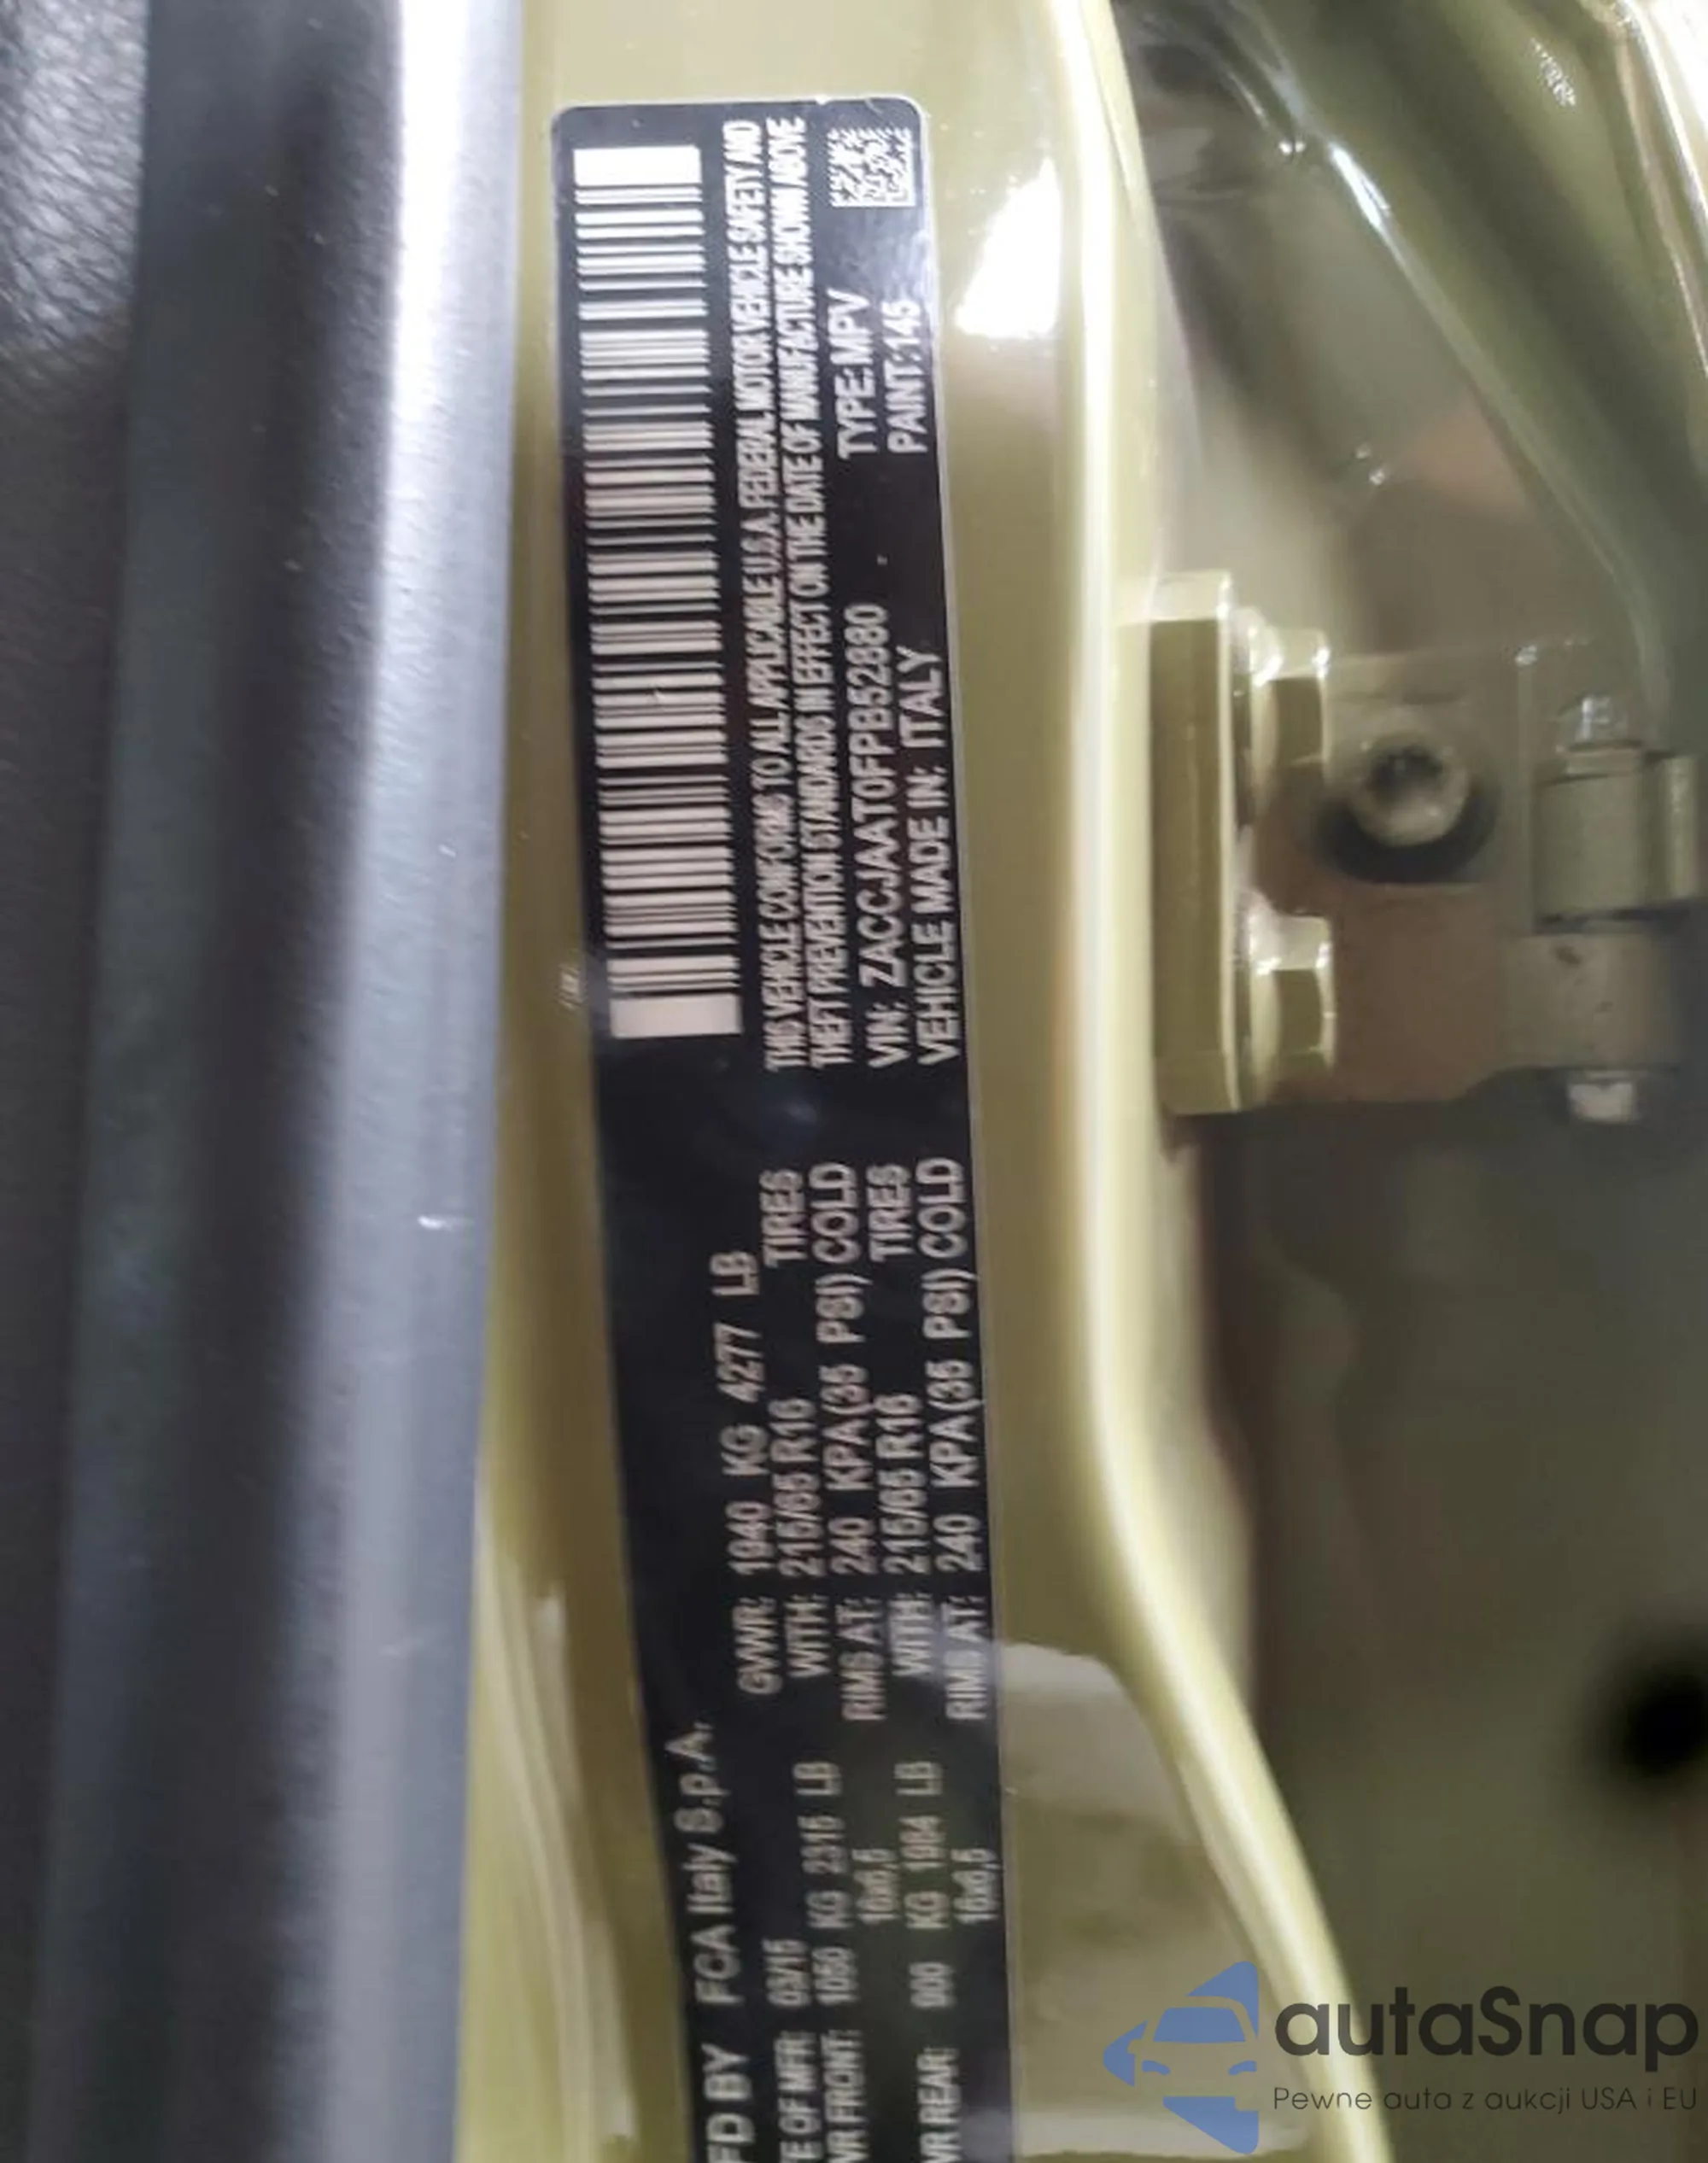 FD BY FCA Italy S.p.A.
TE OF MFR: 03/15
GVWR: 1940 KG 4277 LB
VR FRONT: 1050 KG 2315 LB
WITH: 215/65 R16 TIRES
16x6,5
RIMS AT: 240 KPA (35 PSI) COLD
VR REAR: 900 KG 1984 LB
WITH: 215/65 R16 TIRES
16x6,5
RIMS AT: 240 KPA (35 PSI) COLD
THIS VEHICLE CONFORMS TO ALL APPLICABLE U.S.A. FEDERAL MOTOR VEHICLE SAFETY AND
THEFT PREVENTION STANDARDS IN EFFECT ON THE DATE OF MANUFACTURE SHOWN ABOVE
VIN: ZACCJAAT0FPB52880 TYPE: MPV
VEHICLE MADE IN: ITALY PAINT: 145
autaSnap
Pewne auta z aukcji USA i EU